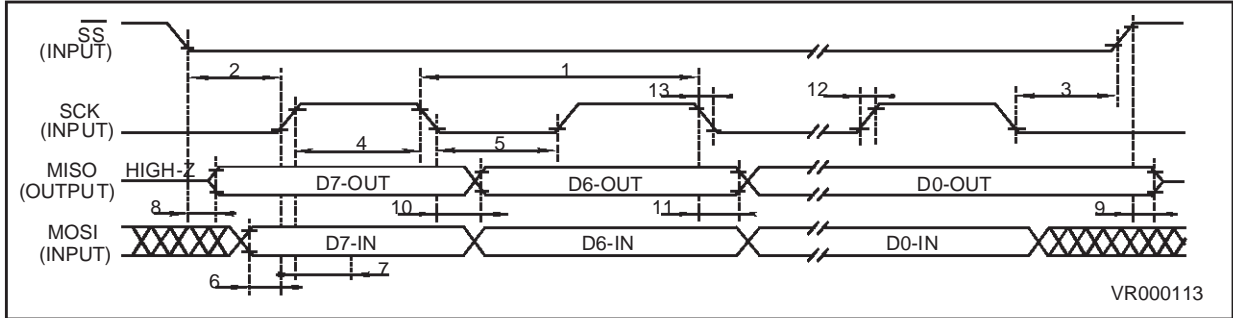 SS
(INPUT)
2
1
13
12
3
SCK
(INPUT)
4
5
MISO
(OUTPUT)
HIGH-Z
D7-OUT
D6-OUT
D0-OUT
8
10
11
9
MOSI
(INPUT)
D7-IN
D6-IN
D0-IN
6
7
VR000113